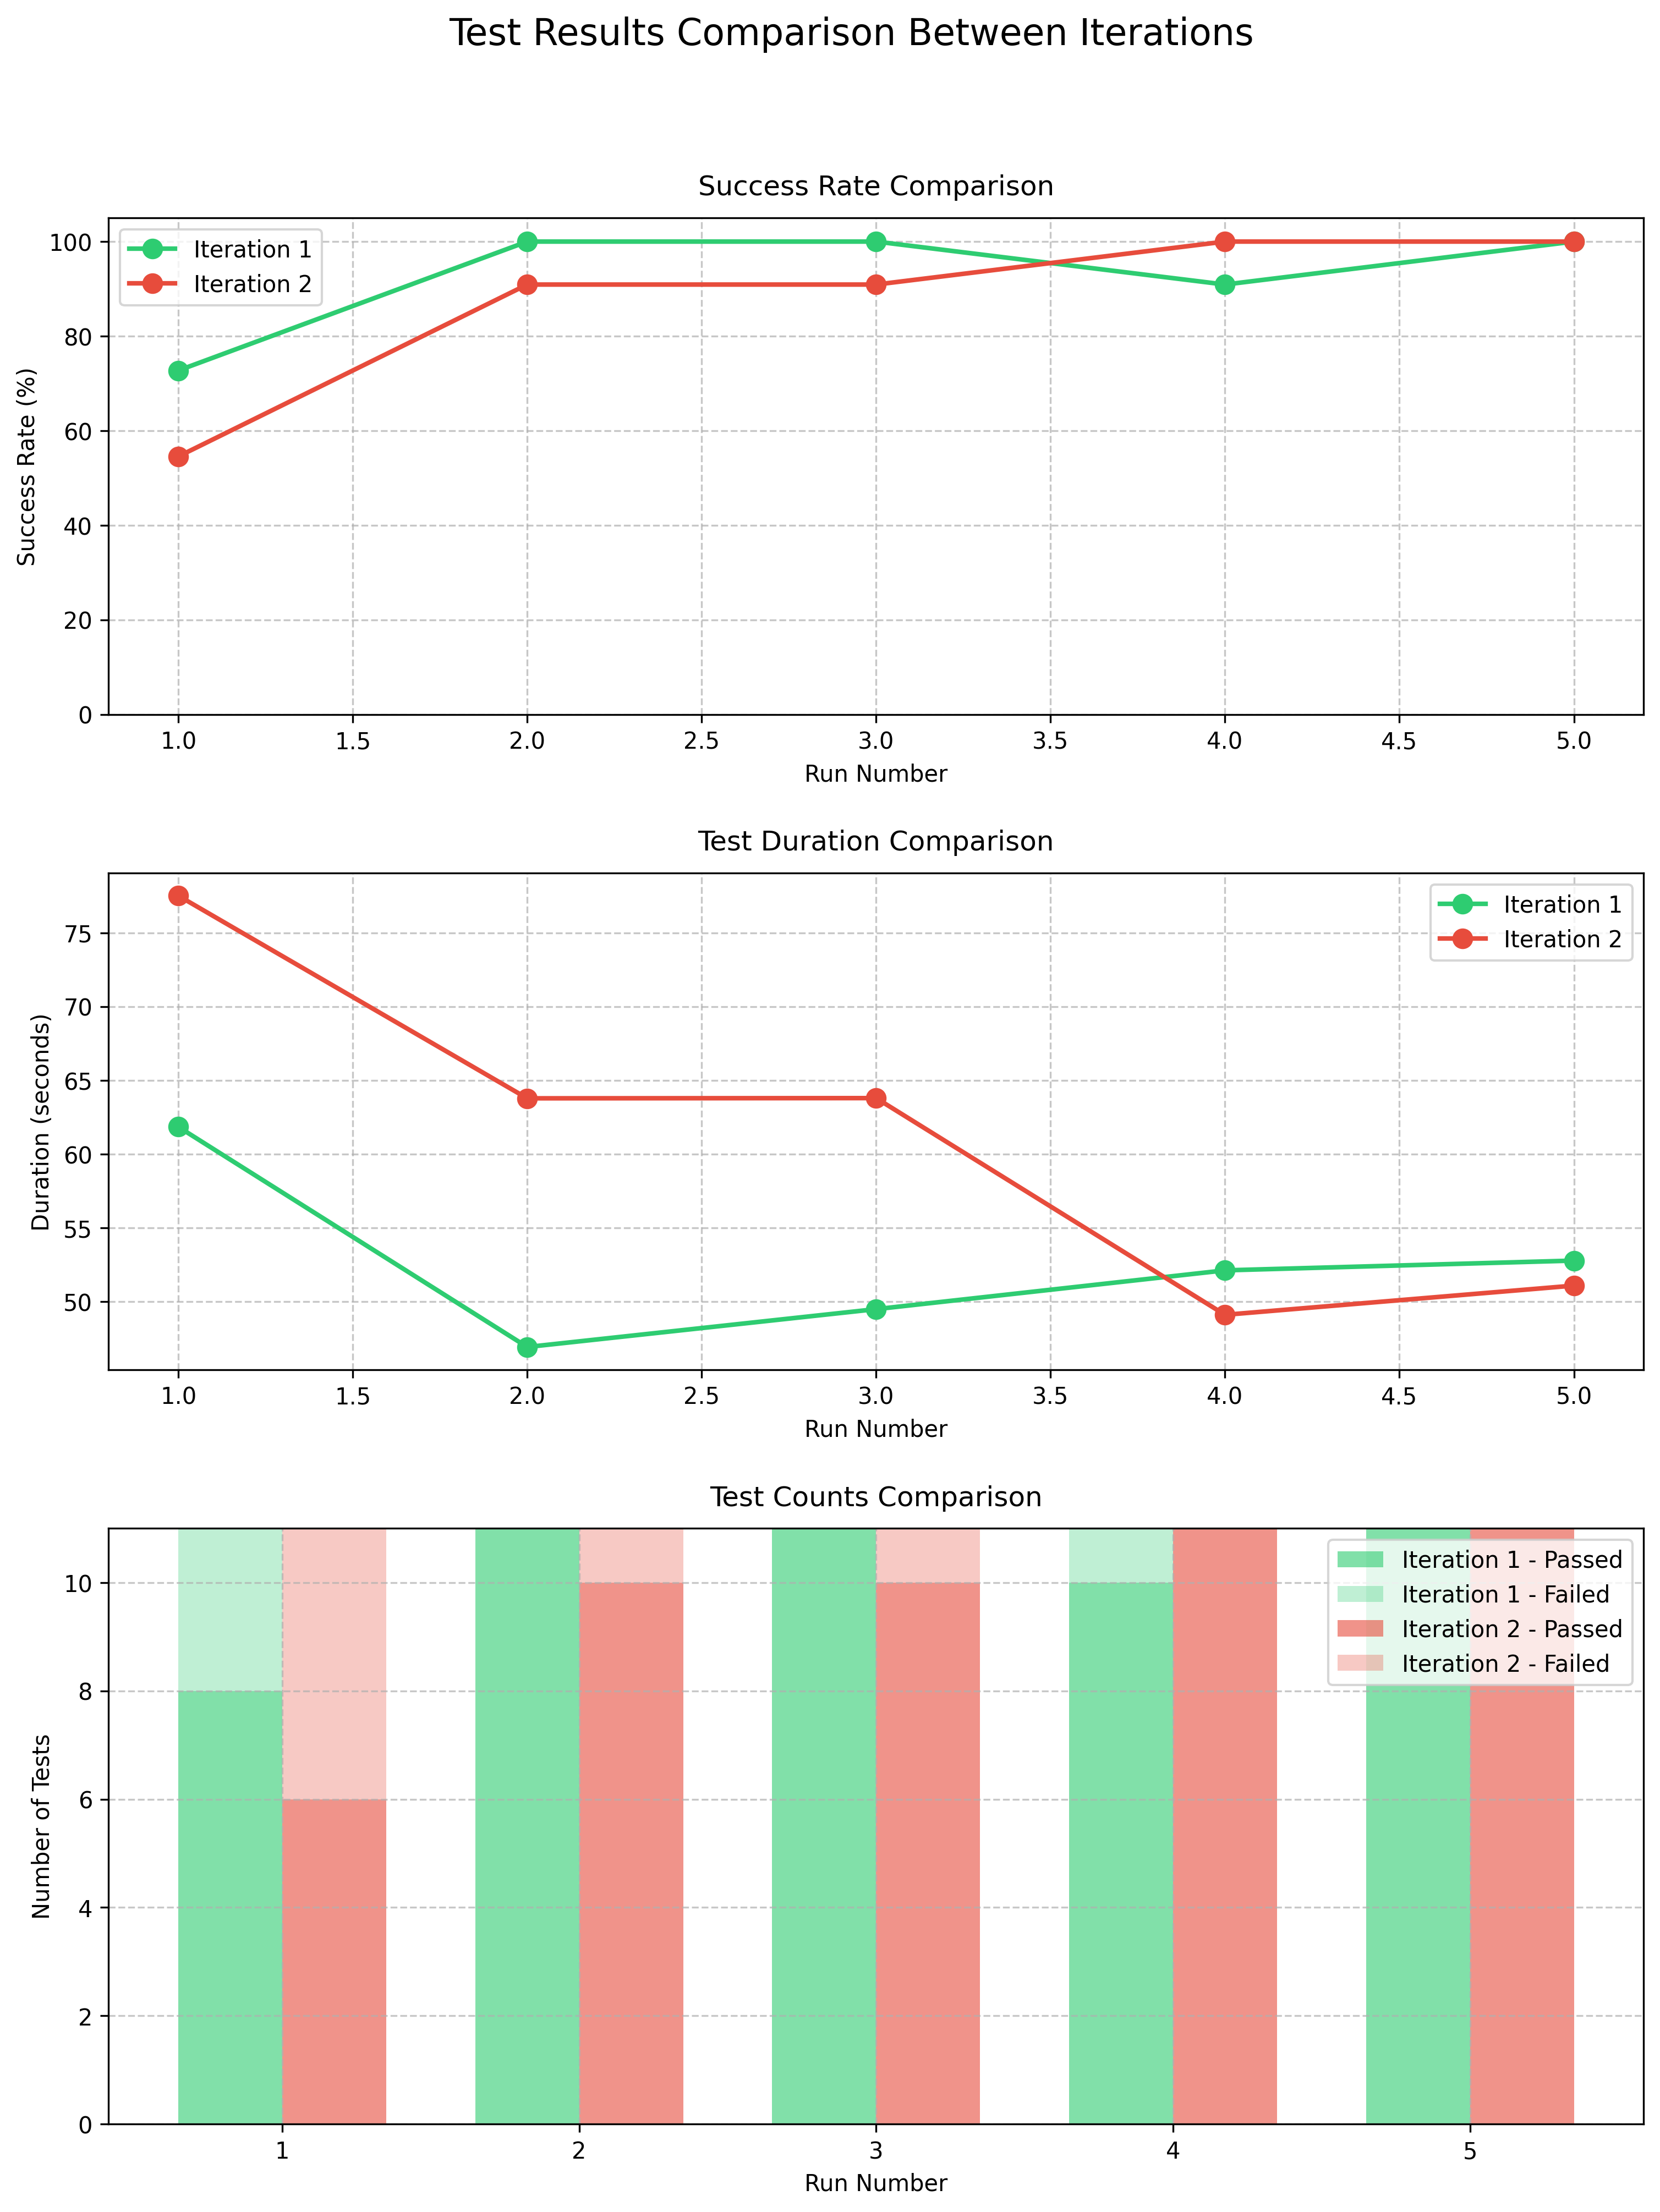 Test Results Comparison Between Iterations
Success Rate Comparison
Iteration 1
Iteration 2
Success Rate (%)
100
80
60
40
20
0
1.0 1.5 2.0 2.5 3.0 3.5 4.0 4.5 5.0
Run Number
Test Duration Comparison
Iteration 1
Iteration 2
Duration (seconds)
75
70
65
60
55
50
1.0 1.5 2.0 2.5 3.0 3.5 4.0 4.5 5.0
Run Number
Test Counts Comparison
Iteration 1 - Passed
Iteration 1 - Failed
Iteration 2 - Passed
Iteration 2 - Failed
Number of Tests
10
8
6
4
2
0
1 2 3 4 5
Run Number